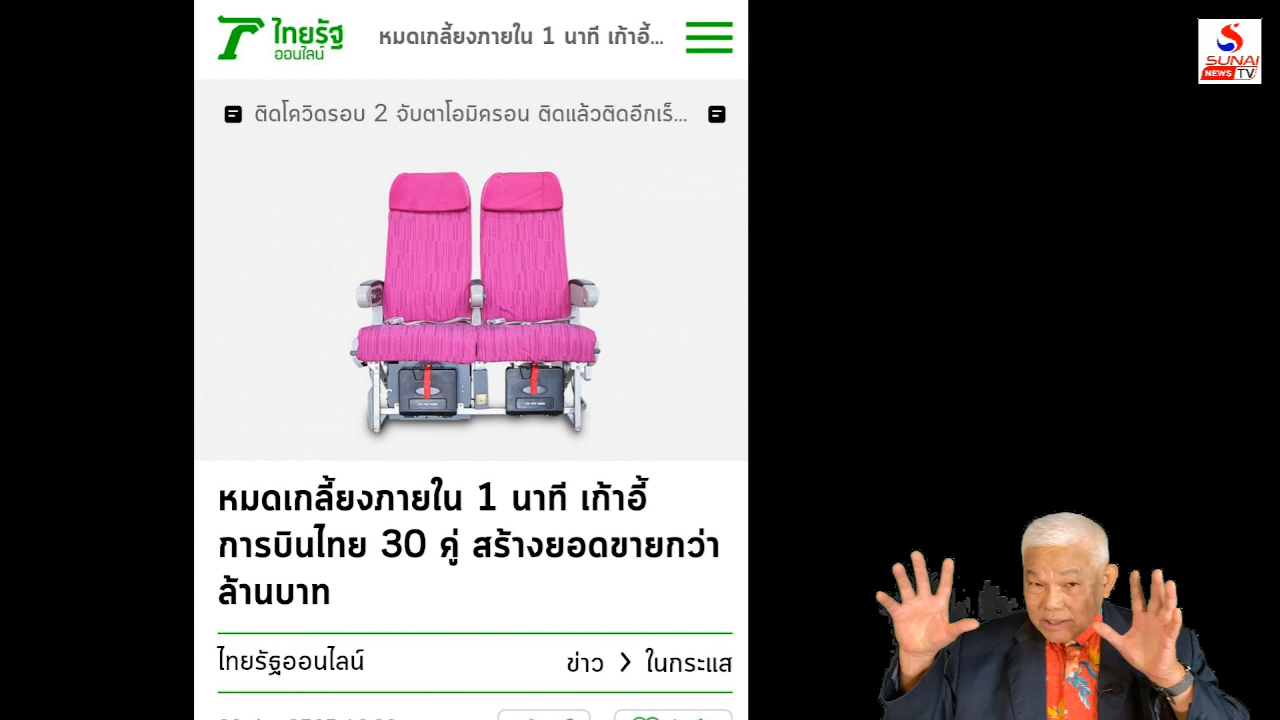 ไทยรัฐ
ออนไลน์
หมดเกลี้ยงภายใน 1 นาที เก้าอี้...
SUNAI
NEWS TV
ติดโควิดรอบ 2 จับตาโอมิครอน ติดแล้วติดอีกเร็...
หมดเกลี้ยงภายใน 1 นาที เก้าอี้
การบินไทย 30 คู่ สร้างยอดขายกว่า
ล้านบาท
ไทยรัฐออนไลน์
ข่าว > ในกระแส